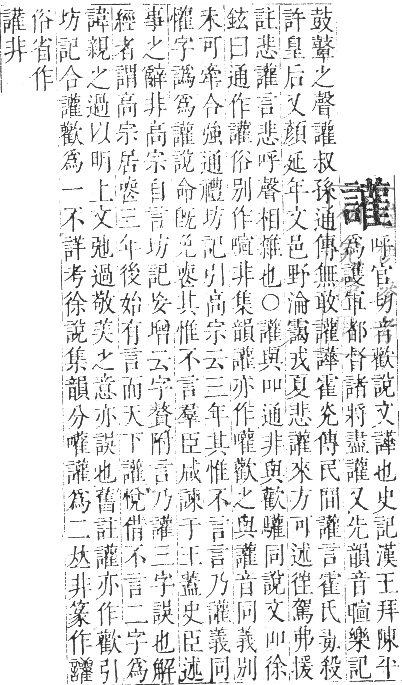 讙
呼官切音歡說文譁也史記漢王拜陳平
爲護軍都督諸將盡讙又先韻音暄樂記
鼓鼙之聲讙叔孫通傳無敢讙譁霍光傳民間讙言霍氏毒殺
許皇后又顏延年文邑野淪靄戎夏悲讙來方可述徃駕弗援
註悲讙言悲呼聲相雜也○讙與吅通非與歡驩同說文吅徐
鉉曰通作讙俗別作喧非集韻讙亦作嚾歡之與讙音同義別
未可牽合強通禮坊記引高宗云三年其惟不言言乃讙義同
懽字譌爲讙說命旣免喪其惟不言羣臣咸諫于王蓋史臣述
事之辭非高宗自言坊記妄增云字贅附言乃讙三字誤也解
經者謂高宗居喪三年後始有言而天下讙悅借不言二字爲
諱親之過以明上文弛過敬美之意亦誤也舊註讙亦作歡引
坊記合讙歡爲一不詳考徐說集韻分嚾讙爲二𠀤非篆作讙
俗省作
讙非